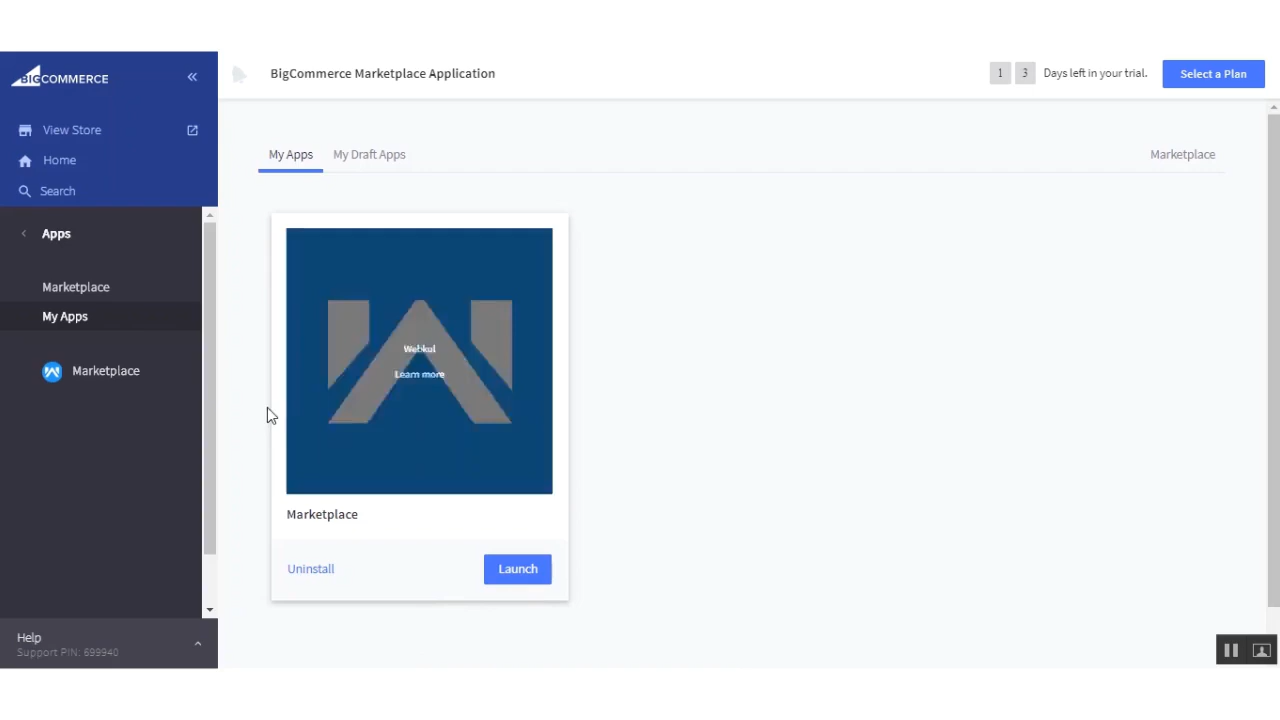 BIGCOMMERCE
BigCommerce Marketplace Application
1 3 Days left in your trial.
Select a Plan
View Store
Home
Search
Apps
Marketplace
My Apps
Marketplace
My Apps
My Draft Apps
Marketplace
Webkul
Learn more
Marketplace
Uninstall
Launch
Help
Support PIN: 699940